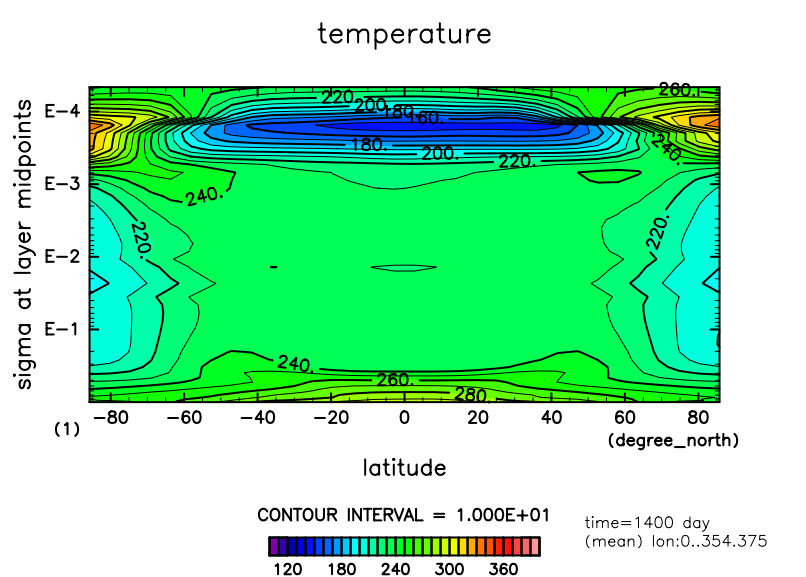 temperature
sigma at layer midpoints
E-4
E-3
E-2
E-1
220.
200.
180.
160.
260.
240.
180.
200.
220.
240.
220.
220.
240.
260.
280.
-80 -60 -40 -20 0 20 40 60 80
(1)
(degree_north)
latitude
CONTOUR INTERVAL = 1.000E+01
120 180 240 300 360
time=1400 day
(mean) lon:0..354.375